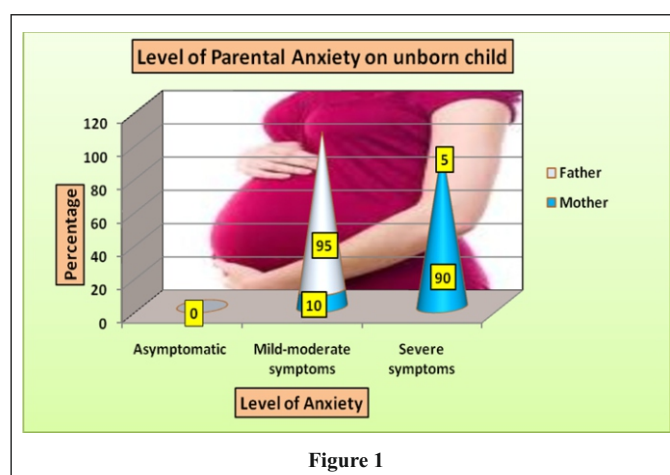 Level of Parental Anxiety on unborn child
120
100
80
60
40
20
0
Percentage
5
95
90
10
0
Father
Mother
Asymptomatic
Mild-moderate
symptoms
Severe
symptoms
Level of Anxiety
Figure 1